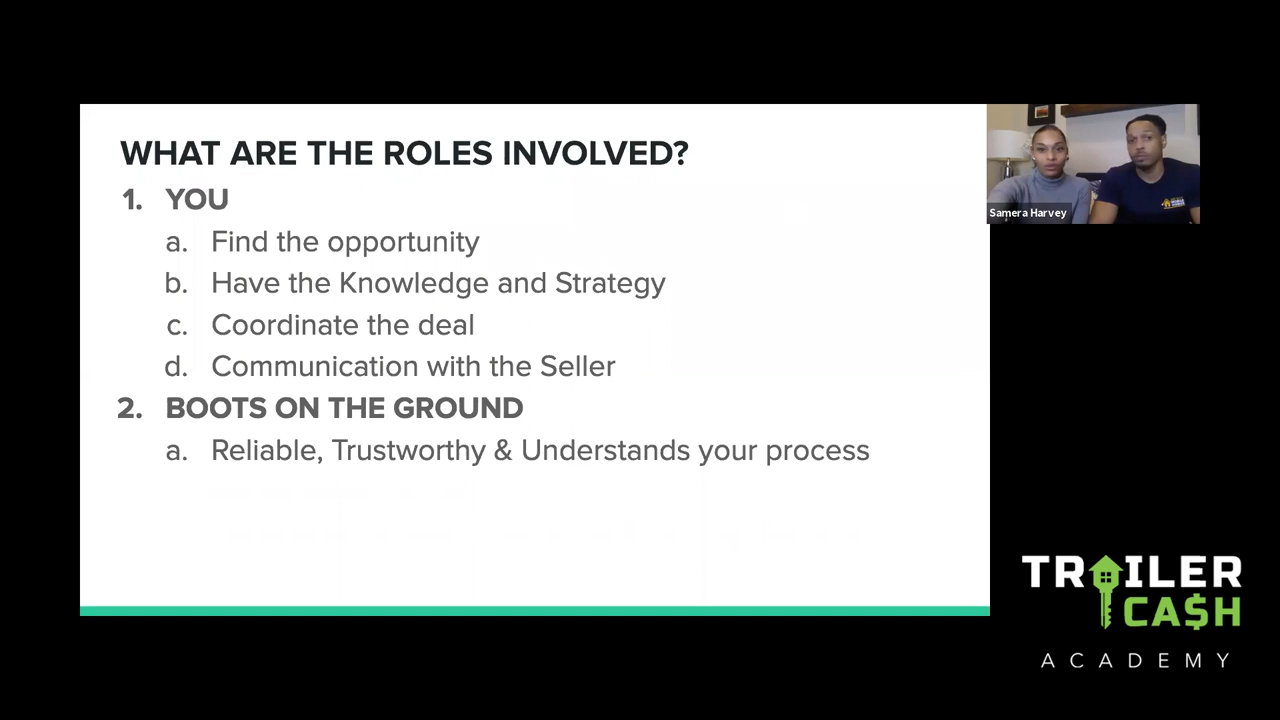 WHAT ARE THE ROLES INVOLVED?
1. YOU
a. Find the opportunity
b. Have the Knowledge and Strategy
c. Coordinate the deal
d. Communication with the Seller
2. BOOTS ON THE GROUND
a. Reliable, Trustworthy & Understands your process
Samera Harvey
TRAILER
CA$H
ACADEMY